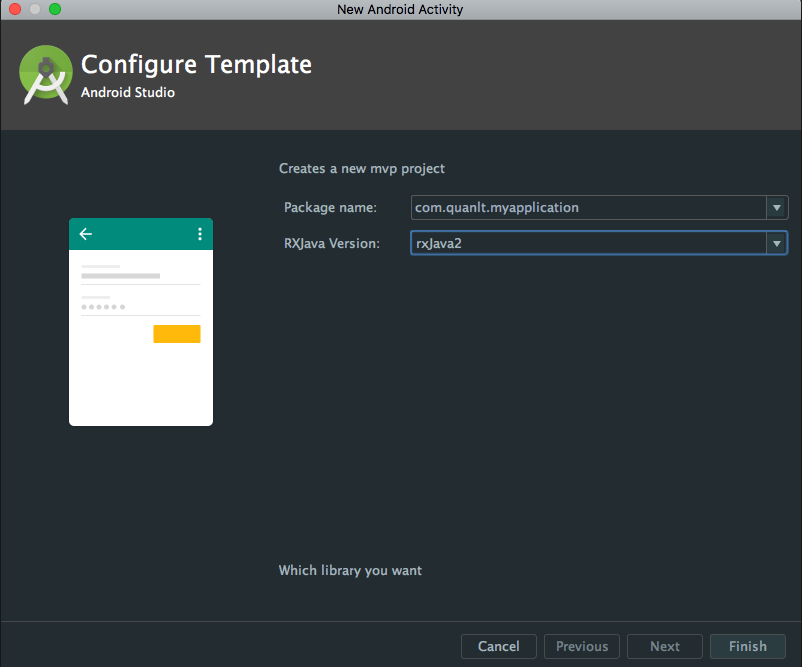 New Android Activity
Configure Template
Android Studio
Creates a new mvp project
Package name: com.quanlt.myapplication
RXJava Version: rxJava2
Which library you want
Cancel Previous Next Finish